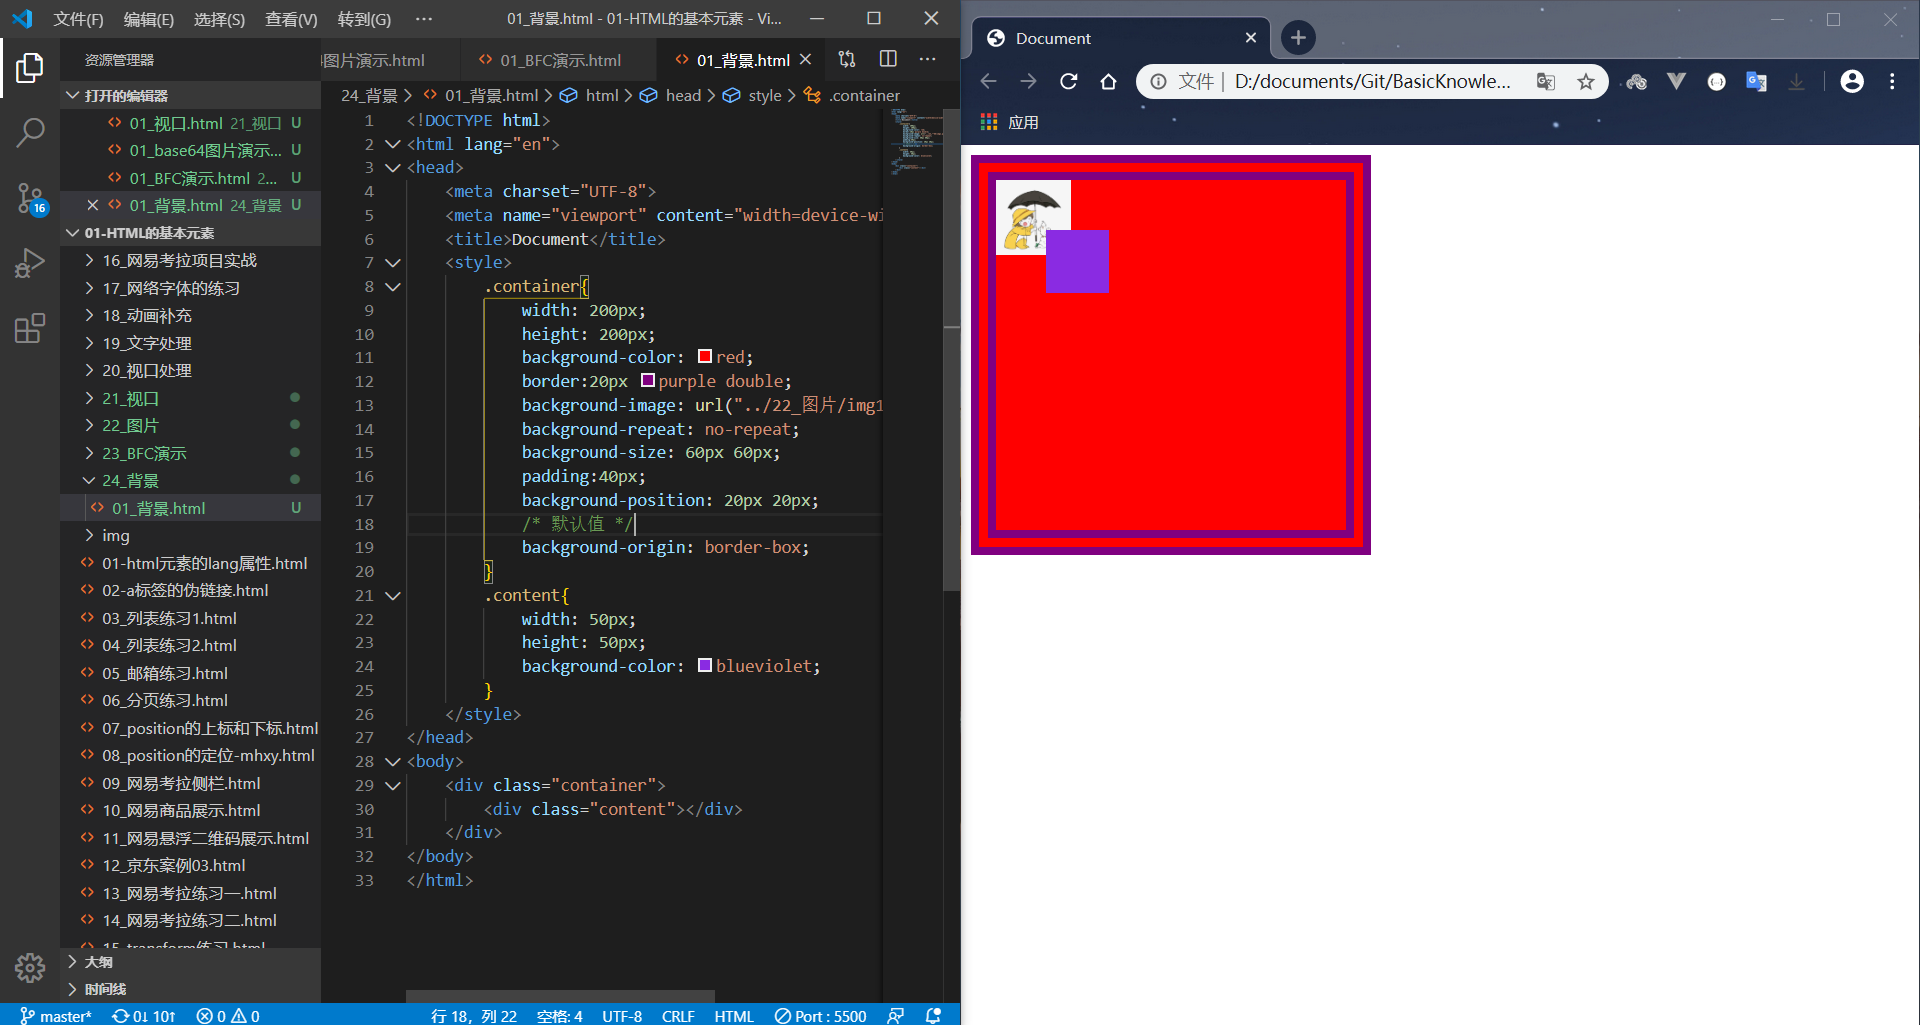 文件(F) 编辑(E) 选择(S) 查看(V) 转到(G) ··· 01_背景.html - 01-HTML的基本元素 - Vi...
资源管理器
打开的编辑器
01_视口.html 21_视口 U
01_base64图片演示... U
01_BFC演示.html 2... U
01_背景.html 24_背景 U
01-HTML的基本元素
16_网易考拉项目实战
17_网络字体的练习
18_动画补充
19_文字处理
20_视口处理
21_视口
22_图片
23_BFC演示
24_背景
01_背景.html U
img
01-html元素的lang属性.html
02-a标签的伪链接.html
03_列表练习1.html
04_列表练习2.html
05_邮箱练习.html
06_分页练习.html
07_position的上标和下标.html
08_position的定位-mhxy.html
09_网易考拉侧栏.html
10_网易商品展示.html
11_网易悬浮二维码展示.html
12_京东案例03.html
13_网易考拉练习一.html
14_网易考拉练习二.html
15_transform练习.html
大纲
时间线
图片演示.html 01_BFC演示.html 01_背景.html
24_背景 > 01_背景.html > html > head > style > .container
1 <!DOCTYPE html>
2 <html lang="en">
3 <head>
4 <meta charset="UTF-8">
5 <meta name="viewport" content="width=device-wi
6 <title>Document</title>
7 <style>
8 .container{
9 width: 200px;
10 height: 200px;
11 background-color: red;
12 border:20px purple double;
13 background-image: url("../22_图片/img1
14 background-repeat: no-repeat;
15 background-size: 60px 60px;
16 padding:40px;
17 background-position: 20px 20px;
18 /* 默认值 */
19 background-origin: border-box;
20 }
21 .content{
22 width: 50px;
23 height: 50px;
24 background-color: blueviolet;
25 }
26 </style>
27 </head>
28 <body>
29 <div class="container">
30 <div class="content"></div>
31 </div>
32 </body>
33 </html>
16
master* 0↓ 10↑ 0 0 行 18，列 22 空格: 4 UTF-8 CRLF HTML Port : 5500
Document
文件 | D:/documents/Git/BasicKnowle...
应用